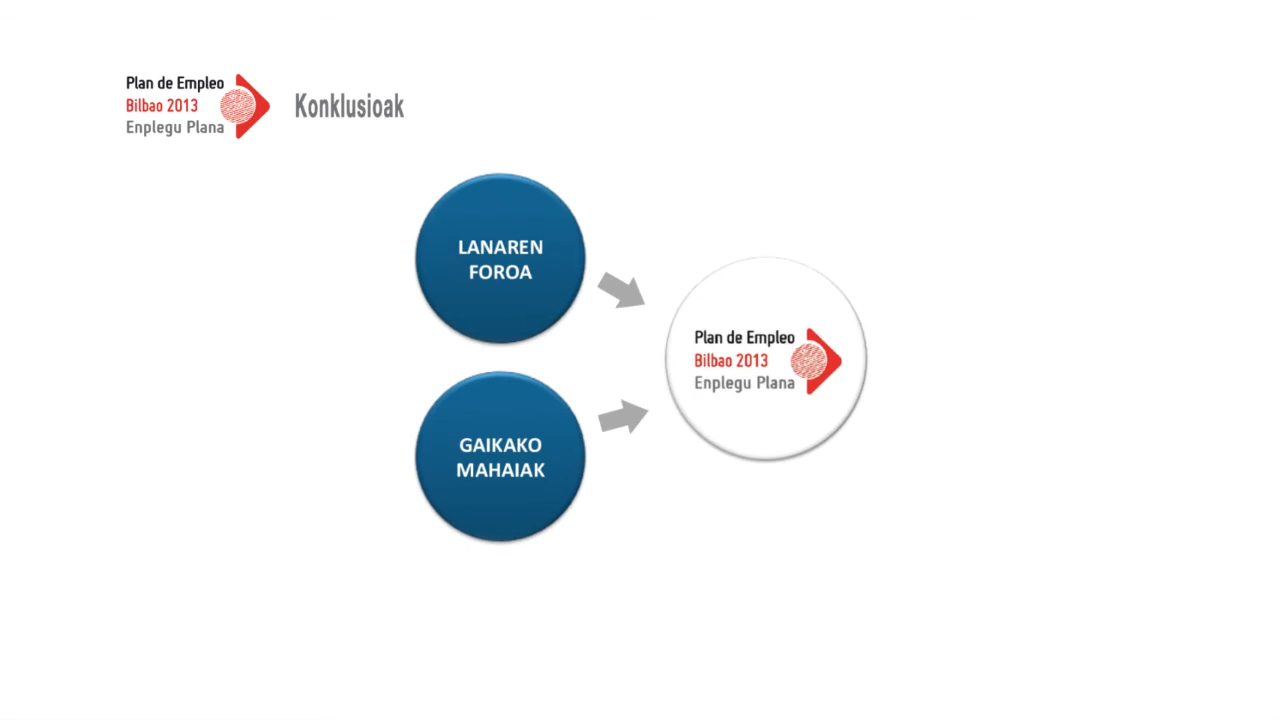 Plan de Empleo
Bilbao 2013
Enplegu Plana
Konklusioak
LANAREN
FOROA
GAIKAKO
MAHAIAK
Plan de Empleo
Bilbao 2013
Enplegu Plana